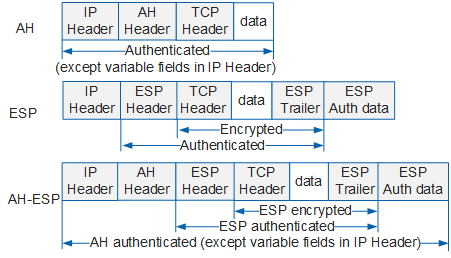 AH
IP Header AH Header TCP Header data
Authenticated
(except variable fields in IP Header)
ESP
IP Header ESP Header TCP Header data ESP Trailer ESP Auth data
Encrypted
Authenticated
AH-ESP
IP Header AH Header ESP Header TCP Header data ESP Trailer ESP Auth data
ESP encrypted
ESP authenticated
AH authenticated (except variable fields in IP Header)